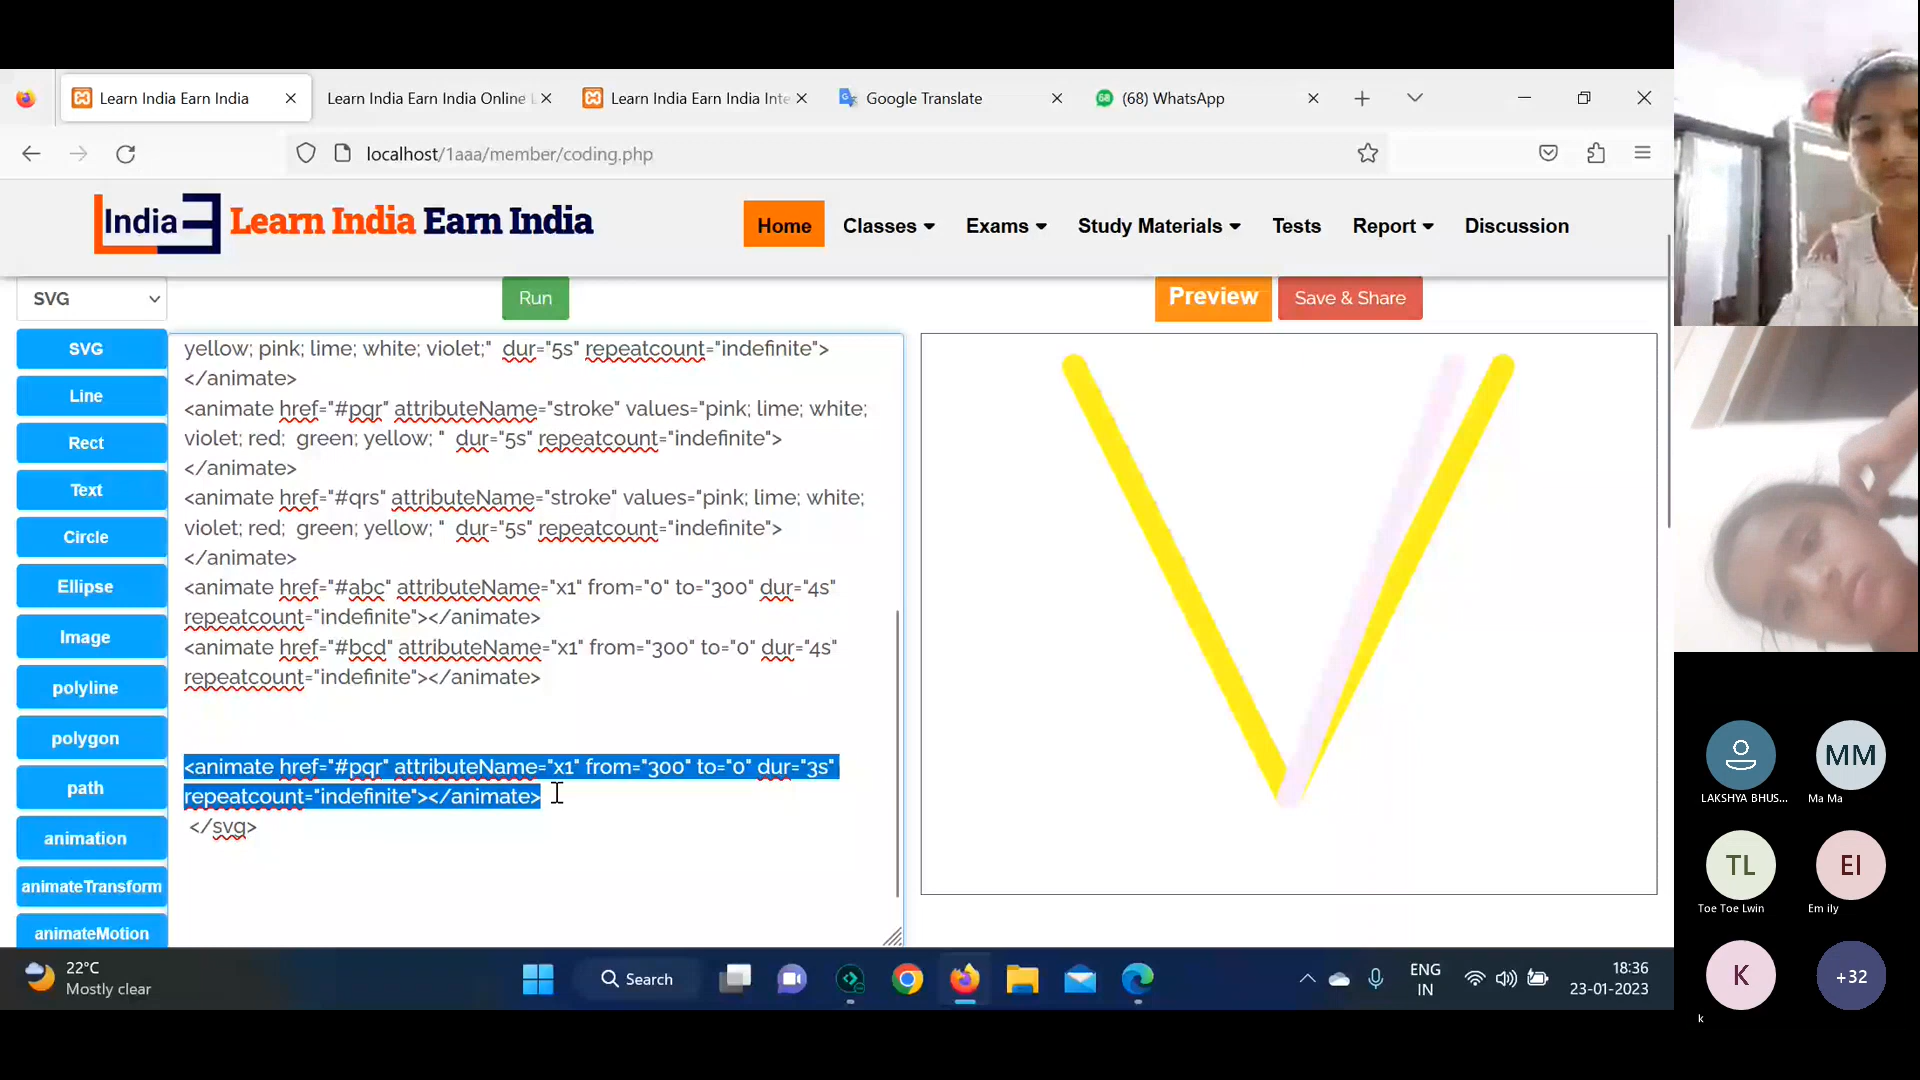 Learn India Earn India
Learn India Earn India Online
Learn India Earn India Inte
Google Translate
(68) WhatsApp
localhost/1aaa/member/coding.php
India
Learn India Earn India
Home
Classes
Exams
Study Materials
Tests
Report
Discussion
SVG
Run
Preview
Save & Share
SVG
Line
Rect
Text
Circle
Ellipse
Image
polyline
polygon
path
animation
animateTransform
animateMotion
yellow; pink; lime; white; violet;"  dur="5s" repeatcount="indefinite">
</animate>
<animate href="#pqr" attributeName="stroke" values="pink; lime; white;
violet; red;  green; yellow; "  dur="5s" repeatcount="indefinite">
</animate>
<animate href="#qrs" attributeName="stroke" values="pink; lime; white;
violet; red;  green; yellow; "  dur="5s" repeatcount="indefinite">
</animate>
<animate href="#abc" attributeName="x1" from="0" to="300" dur="4s"
repeatcount="indefinite"></animate>
<animate href="#bcd" attributeName="x1" from="300" to="0" dur="4s"
repeatcount="indefinite"></animate>
<animate href="#pqr" attributeName="x1" from="300" to="0" dur="3s"
repeatcount="indefinite"></animate>
</svg>
LAKSHYA BHUS...
MM
Ma Ma
TL
Toe Toe Lwin
EI
Em ily
K
k
+32
22°C
Mostly clear
Search
ENG
IN
18:36
23-01-2023